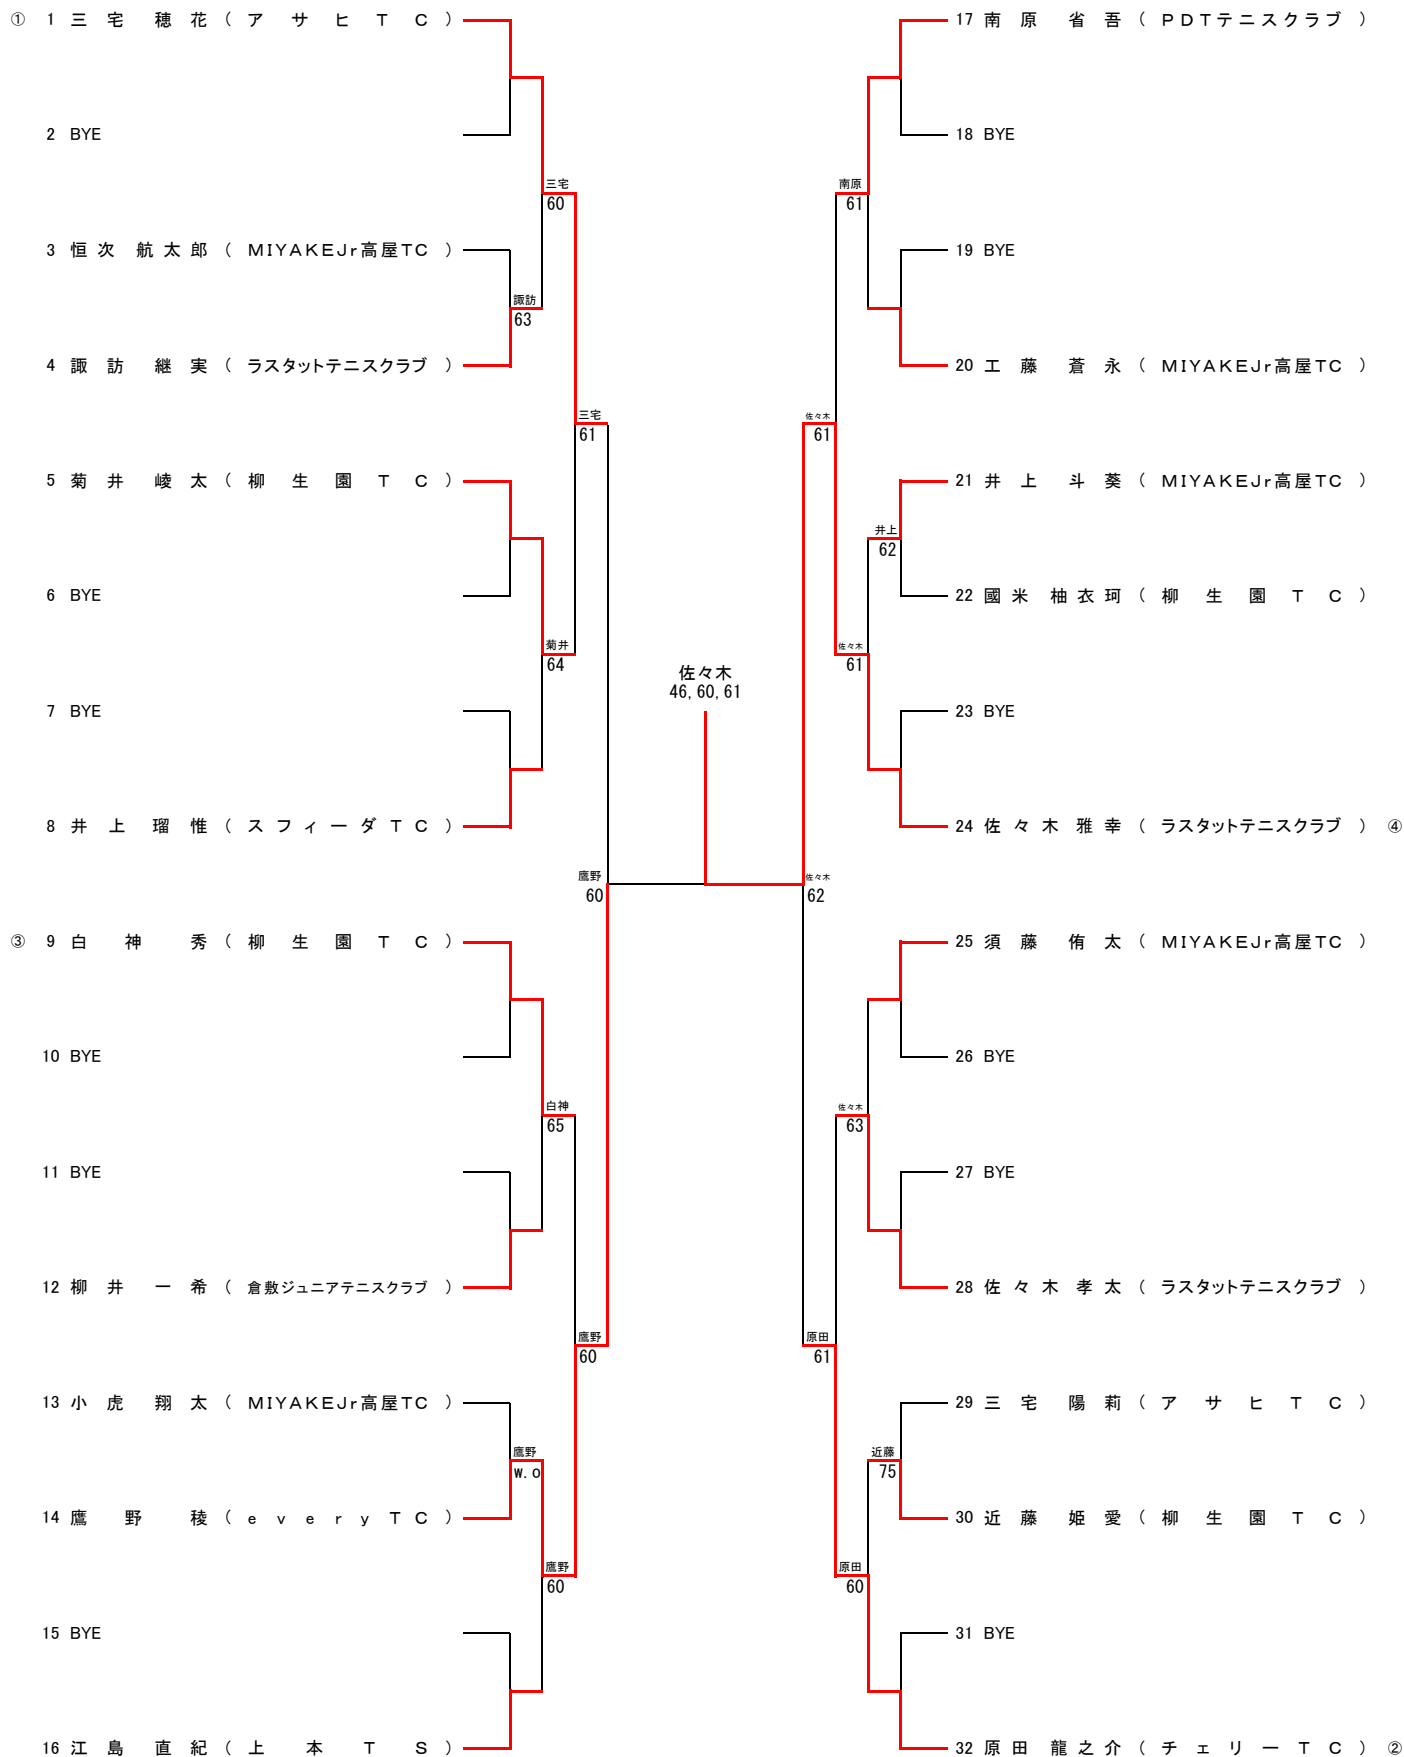 ① 1 三宅 穂花 (アサヒTC)
2 BYE
三宅
60
3 恒次 航太郎 (MIYAKEJr高屋TC)
諏訪
63
4 諏訪 継実 (ラスタットテニスクラブ)
三宅
61
5 菊井 崚太 (柳生園TC)
6 BYE
菊井
64
7 BYE
8 井上 瑠惟 (スフィーダTC)
鷹野
60
③ 9 白神 秀 (柳生園TC)
10 BYE
白神
65
11 BYE
12 柳井 一希 (倉敷ジュニアテニスクラブ)
鷹野
60
13 小虎 翔太 (MIYAKEJr高屋TC)
鷹野
w.o
14 鷹野 稜 (everyTC)
鷹野
60
15 BYE
16 江島 直紀 (上本TS)
佐々木
46,60,61
17 南原 省吾 (PDTテニスクラブ)
18 BYE
南原
61
19 BYE
20 工藤 蒼永 (MIYAKEJr高屋TC)
佐々木
61
21 井上 斗葵 (MIYAKEJr高屋TC)
井上
62
22 國米 柚衣珂 (柳生園TC)
佐々木
61
23 BYE
24 佐々木 雅幸 (ラスタットテニスクラブ) ④
佐々木
62
25 須藤 侑太 (MIYAKEJr高屋TC)
26 BYE
佐々木
63
27 BYE
28 佐々木 孝太 (ラスタットテニスクラブ)
原田
61
29 三宅 陽莉 (アサヒTC)
近藤
75
30 近藤 姫愛 (柳生園TC)
原田
60
31 BYE
32 原田 龍之介 (チェリーTC) ②